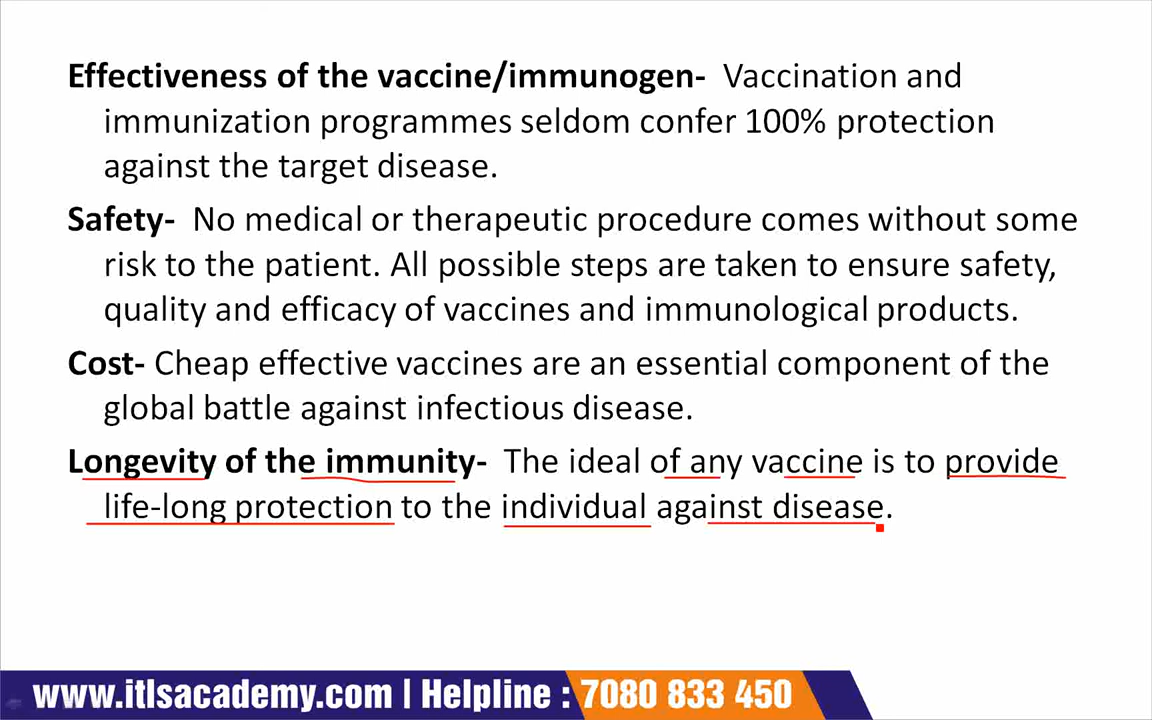 Effectiveness of the vaccine/immunogen- Vaccination and
immunization programmes seldom confer 100% protection
against the target disease.
Safety- No medical or therapeutic procedure comes without some
risk to the patient. All possible steps are taken to ensure safety,
quality and efficacy of vaccines and immunological products.
Cost- Cheap effective vaccines are an essential component of the
global battle against infectious disease.
Longevity of the immunity- The ideal of any vaccine is to provide
life-long protection to the individual against disease.
www.itlsacademy.com | Helpline : 7080 833 450